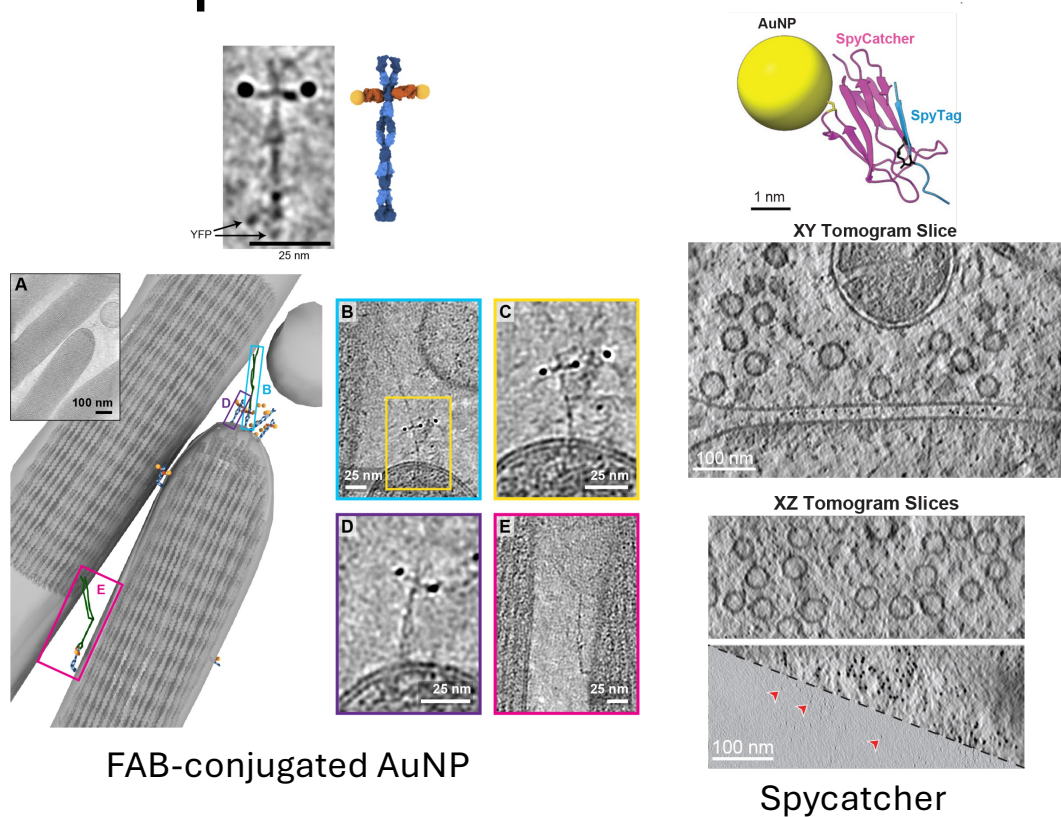 YFP
25 nm
A
100 nm
B
D
E
B
25 nm
C
25 nm
D
25 nm
E
25 nm
FAB-conjugated AuNP
AuNP
SpyCatcher
SpyTag
1 nm
XY Tomogram Slice
100 nm
XZ Tomogram Slices
100 nm
Spycatcher